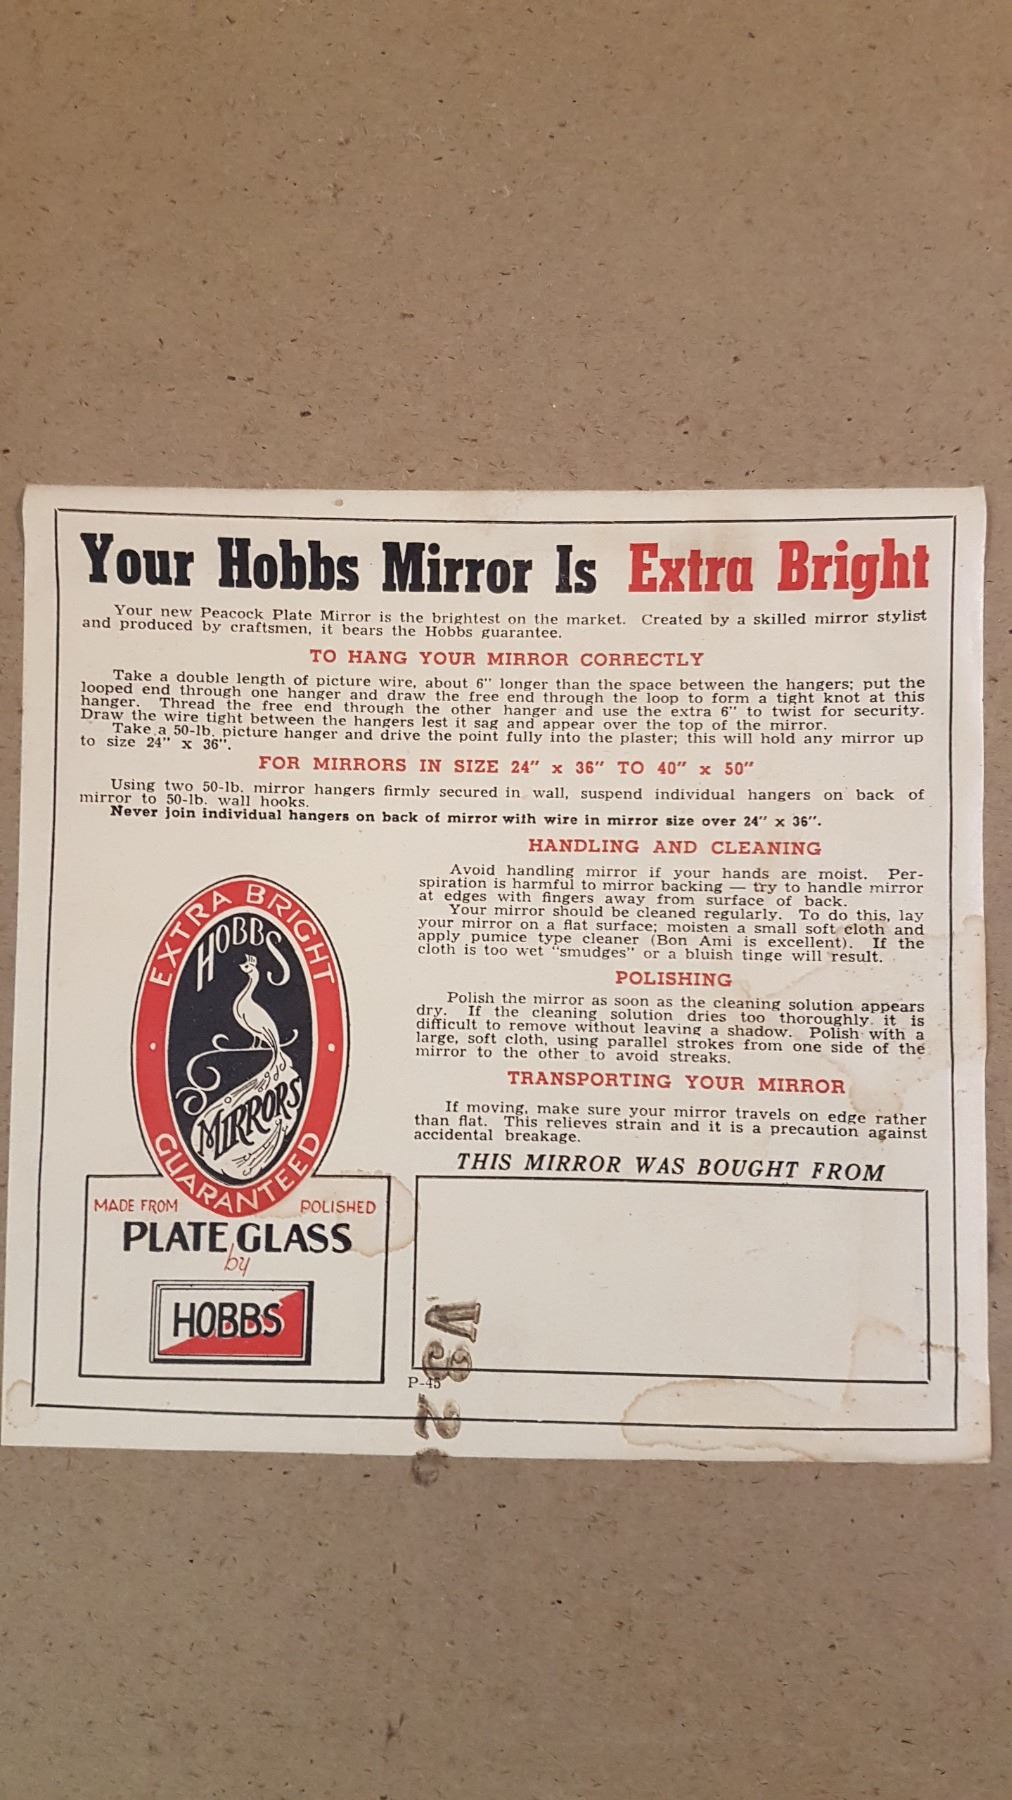 Your Hobbs Mirror Is Extra Bright
Your new Peacock Plate Mirror is the brightest on the market. Created by a skilled mirror stylist
and produced by craftsmen, it bears the Hobbs guarantee.
TO HANG YOUR MIRROR CORRECTLY
Take a double length of picture wire, about 6" longer than the space between the hangers; put the
looped end through one hanger and draw the free end through the loop to form a tight knot at this
hanger. Thread the free end through the other hanger and use the extra 6" to twist for security.
Draw the wire tight between the hangers lest it sag and appear over the top of the mirror.
Take a 50-lb. picture hanger and drive the point fully into the plaster; this will hold any mirror up
to size 24" x 36".
FOR MIRRORS IN SIZE 24" x 36" TO 40" x 50"
Using two 50-lb. mirror hangers firmly secured in wall, suspend individual hangers on back of
mirror to 50-lb. wall hooks.
Never join individual hangers on back of mirror with wire in mirror size over 24" x 36".
HANDLING AND CLEANING
Avoid handling mirror if your hands are moist. Per-
spiration is harmful to mirror backing — try to handle mirror
at edges with fingers away from surface of back.
Your mirror should be cleaned regularly. To do this, lay
your mirror on a flat surface; moisten a small soft cloth and
apply pumice type cleaner (Bon Ami is excellent). If the
cloth is too wet "smudges" or a bluish tinge will result.
POLISHING
Polish the mirror as soon as the cleaning solution appears
dry. If the cleaning solution dries too thoroughly it is
difficult to remove without leaving a shadow. Polish with a
large, soft cloth, using parallel strokes from one side of the
mirror to the other to avoid streaks.
TRANSPORTING YOUR MIRROR
If moving, make sure your mirror travels on edge rather
than flat. This relieves strain and it is a precaution against
accidental breakage.
THIS MIRROR WAS BOUGHT FROM
EXTRA BRIGHT
HOBBS
MIRRORS
GUARANTEED
MADE FROM POLISHED
PLATE GLASS
by
HOBBS
P-45